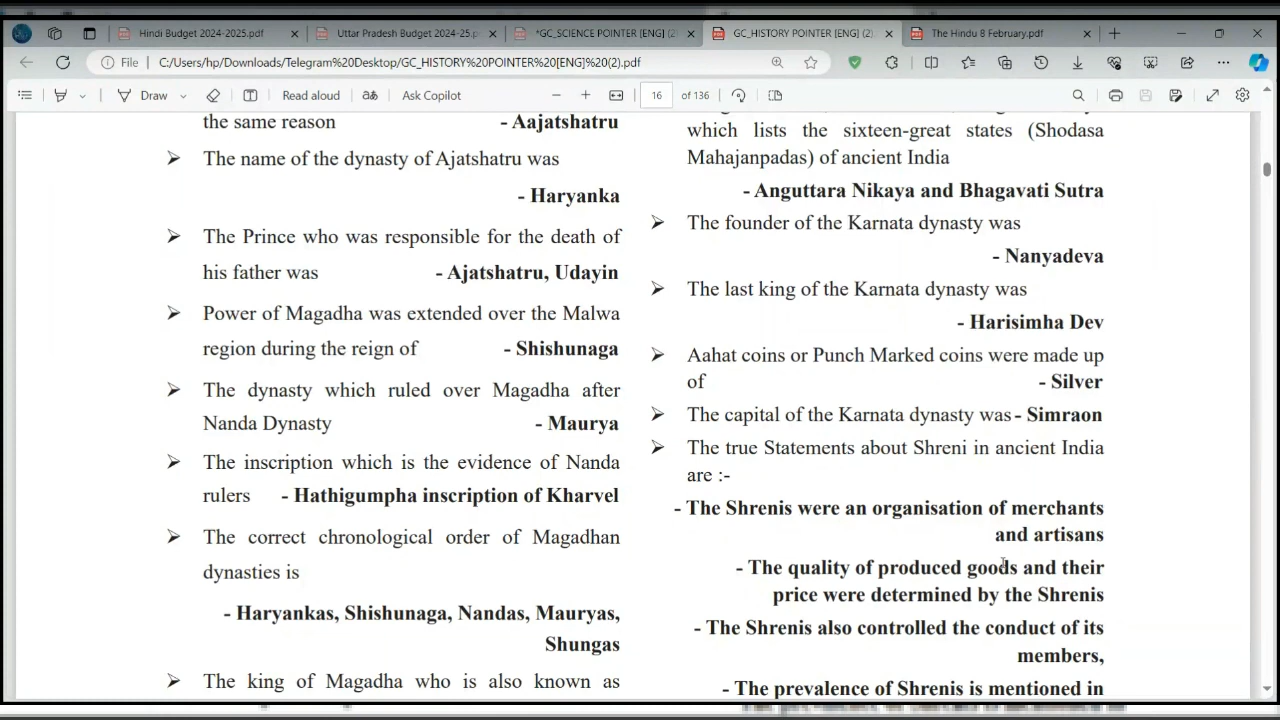 Hindi Budget 2024-2025.pdf
Uttar Pradesh Budget 2024-25.p
*GC_SCIENCE POINTER [ENG] (2)
GC_HISTORY POINTER [ENG] (2)
The Hindu 8 February.pdf
File
C:/Users/hp/Downloads/Telegram%20Desktop/GC_HISTORY%20POINTER%20[ENG]%20(2).pdf
Draw
Read aloud
Ask Copilot
16 of 136
the same reason - Aajatshatru
➢ The name of the dynasty of Ajatshatru was
- Haryanka
➢ The Prince who was responsible for the death of
his father was - Ajatshatru, Udayin
➢ Power of Magadha was extended over the Malwa
region during the reign of - Shishunaga
➢ The dynasty which ruled over Magadha after
Nanda Dynasty - Maurya
➢ The inscription which is the evidence of Nanda
rulers - Hathigumpha inscription of Kharvel
➢ The correct chronological order of Magadhan
dynasties is
- Haryankas, Shishunaga, Nandas, Mauryas,
Shungas
➢ The king of Magadha who is also known as
which lists the sixteen-great states (Shodasa
Mahajanpadas) of ancient India
- Anguttara Nikaya and Bhagavati Sutra
➢ The founder of the Karnata dynasty was
- Nanyadeva
➢ The last king of the Karnata dynasty was
- Harisimha Dev
➢ Aahat coins or Punch Marked coins were made up
of - Silver
➢ The capital of the Karnata dynasty was - Simraon
➢ The true Statements about Shreni in ancient India
are :-
- The Shrenis were an organisation of merchants
and artisans
- The quality of produced goods and their
price were determined by the Shrenis
- The Shrenis also controlled the conduct of its
members,
- The prevalence of Shrenis is mentioned in